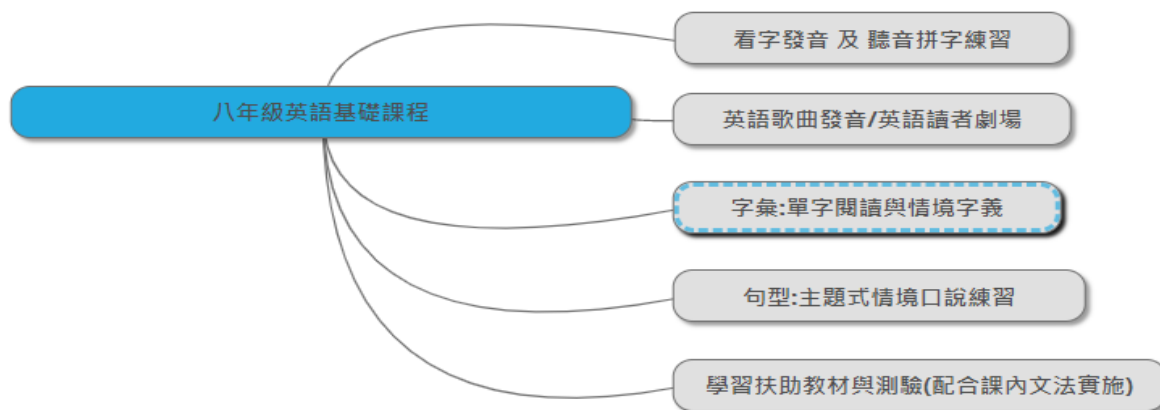 看字發音 及 聽音拼字練習
八年級英語基礎課程
英語歌曲發音/英語讀者劇場
字彙:單字閱讀與情境字義
句型:主題式情境口說練習
學習扶助教材與測驗(配合課內文法實施)